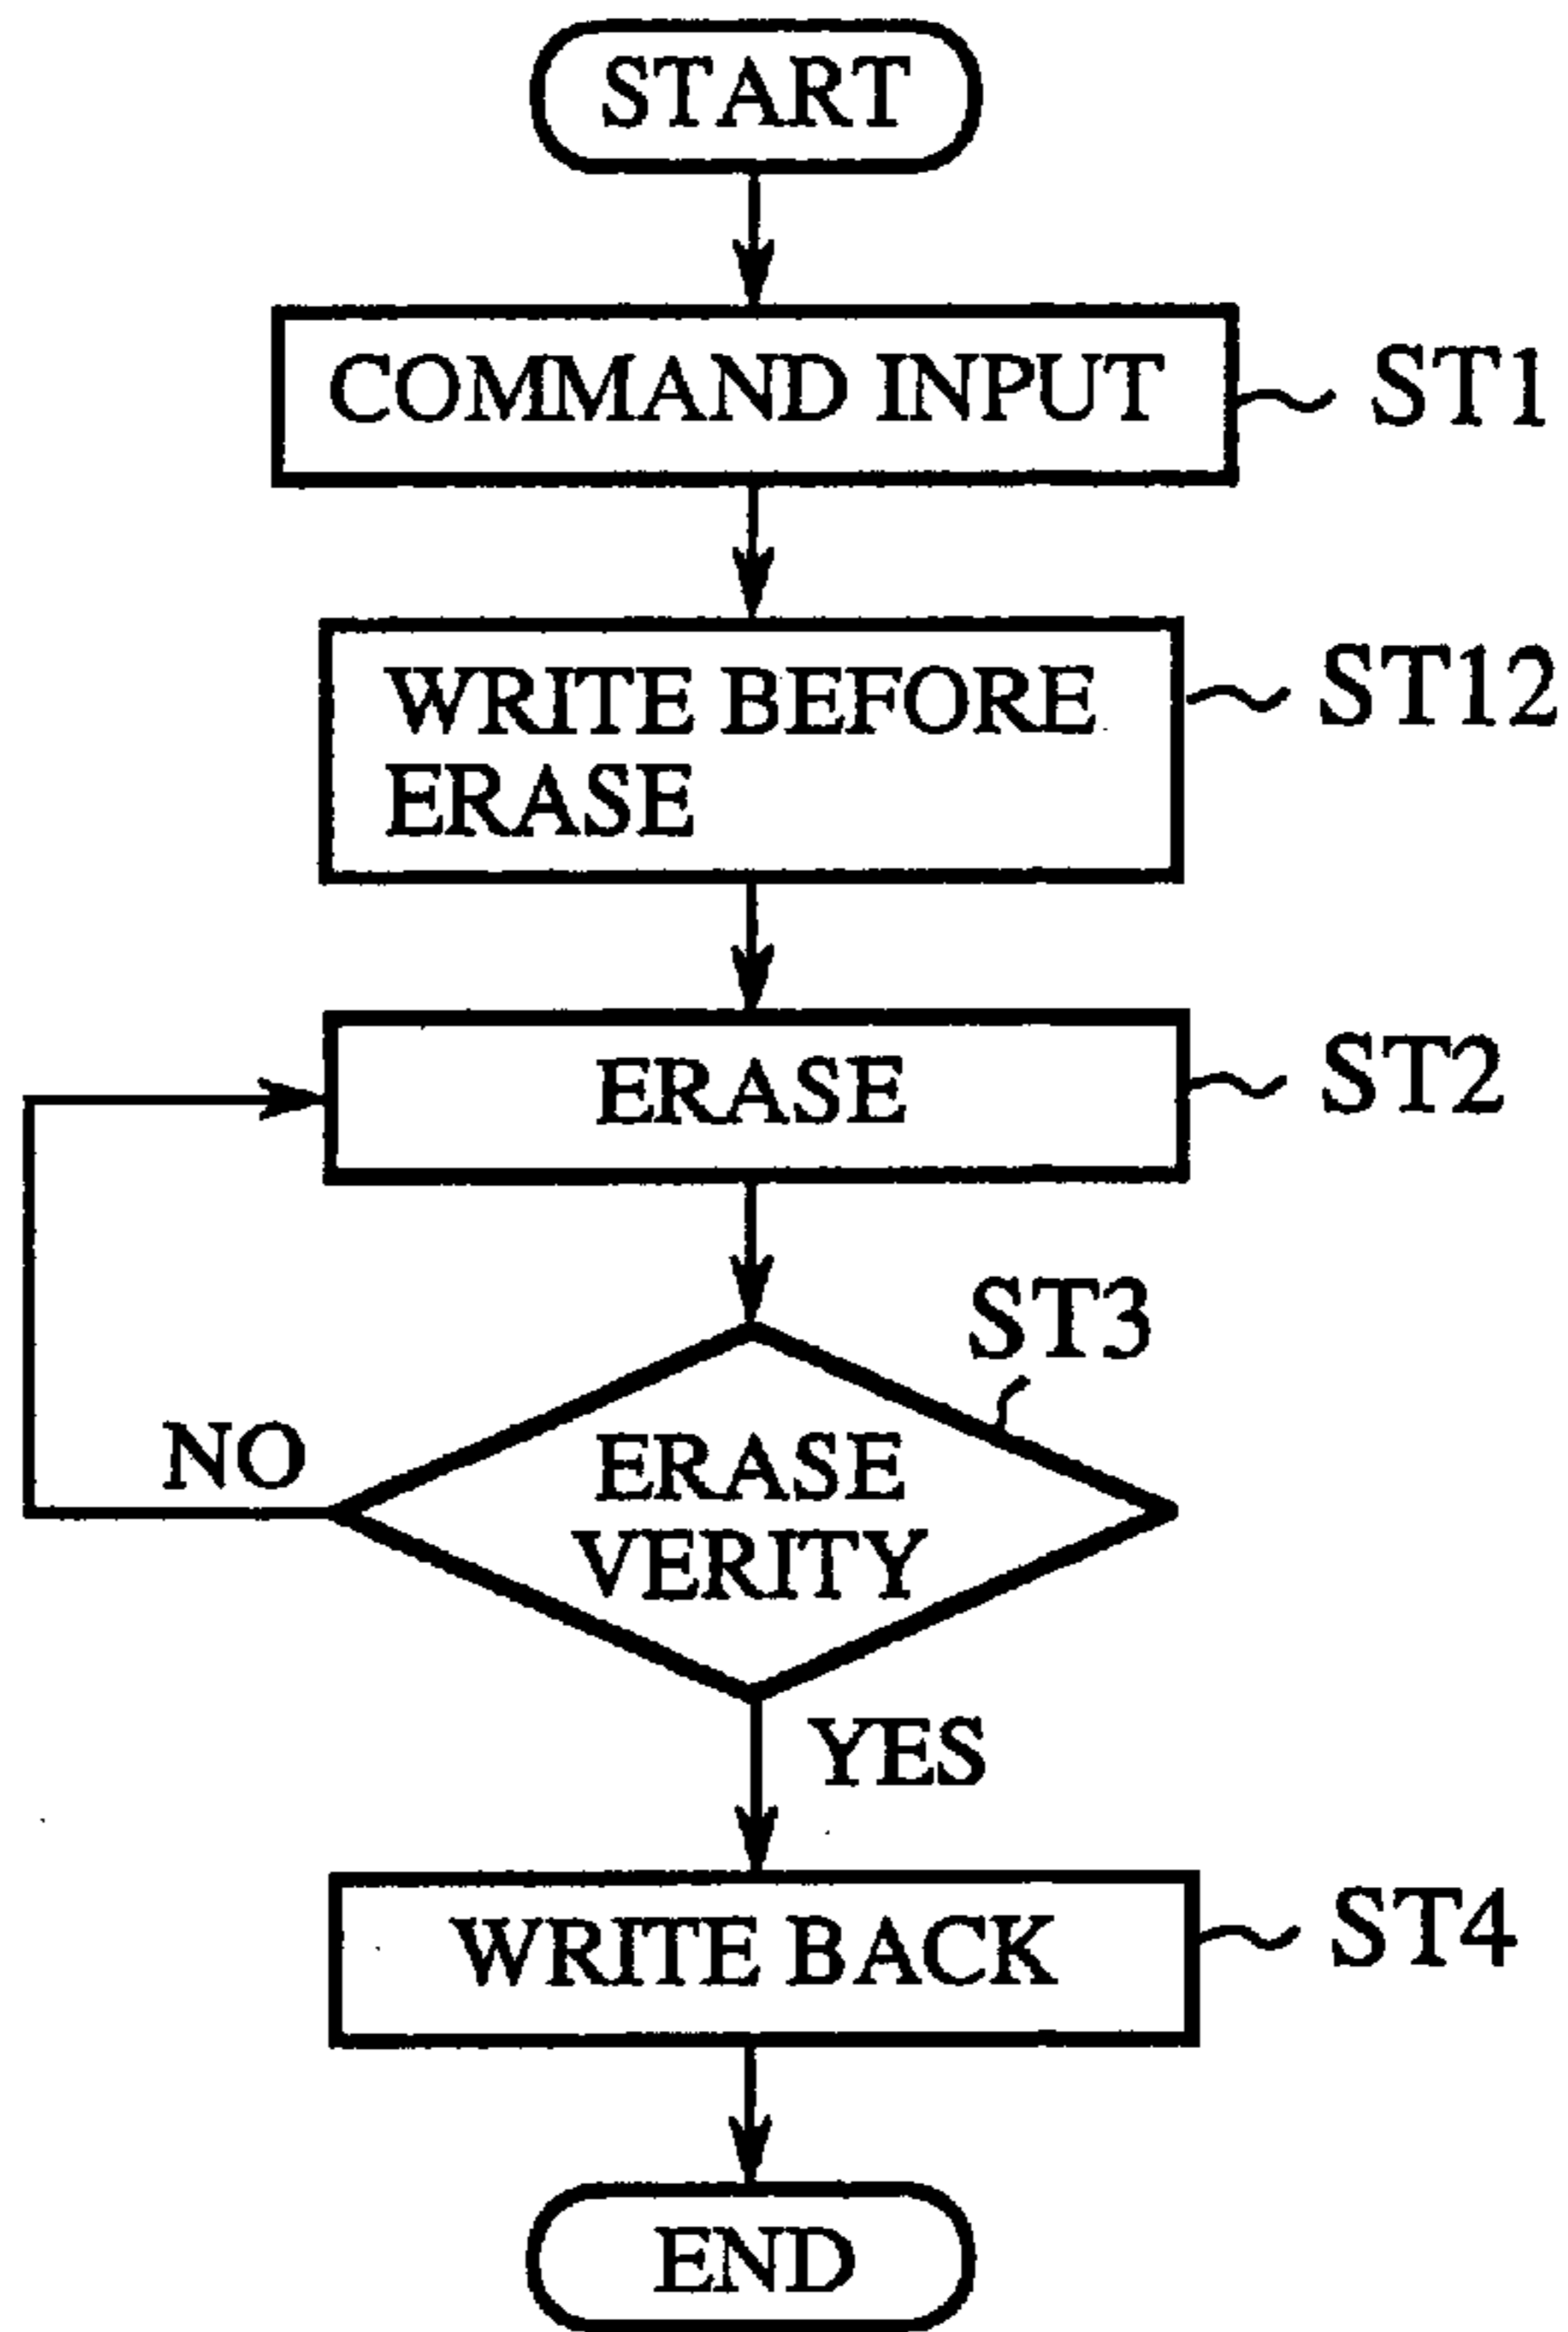 START
COMMAND INPUT
ST1
WRITE BEFORE
ERASE
ST12
ERASE
ST2
ST3
ERASE
VERITY
NO
YES
WRITE BACK
ST4
END